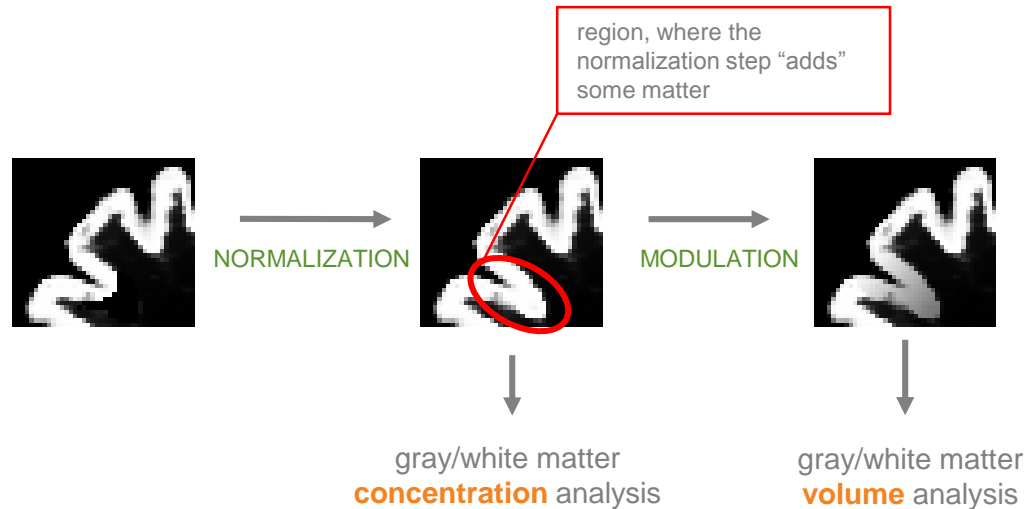 region, where the
normalization step “adds”
some matter
NORMALIZATION
MODULATION
gray/white matter
concentration analysis
gray/white matter
volume analysis